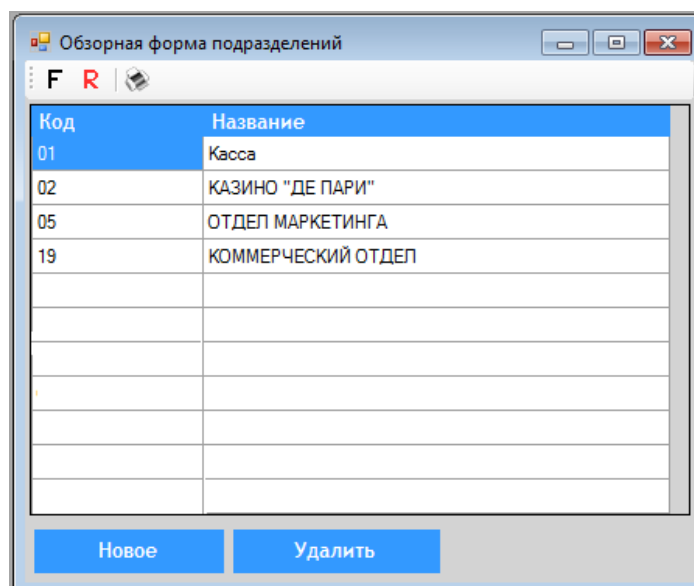 Обзорная форма подразделений
F R
Код Название
01 Касса
02 КАЗИНО "ДЕ ПАРИ"
05 ОТДЕЛ МАРКЕТИНГА
19 КОММЕРЧЕСКИЙ ОТДЕЛ
Новое Удалить